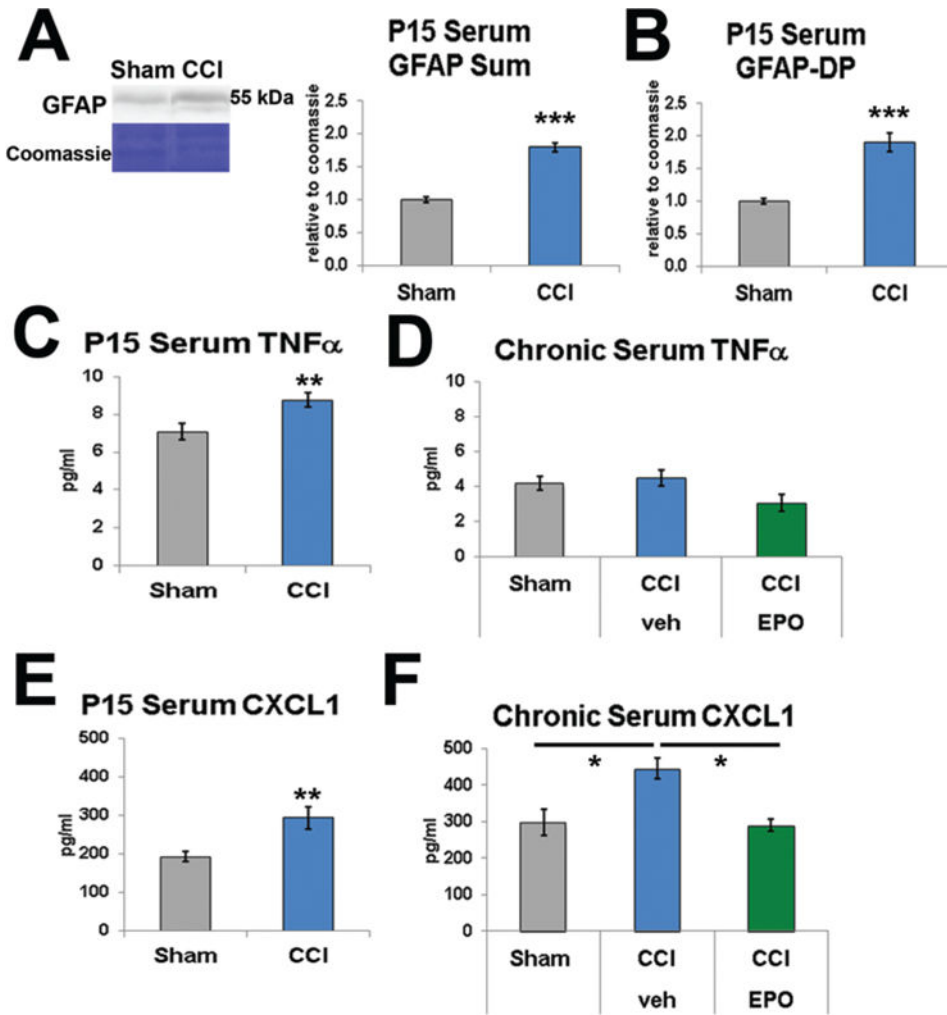 A
Sham CCI
GFAP
55 kDa
Coomassie
P15 Serum
GFAP Sum
relative to coomassie
2.5
2.0
1.5
1.0
0.5
0.0
***
Sham
CCI
B
P15 Serum
GFAP-DP
relative to coomassie
2.5
2.0
1.5
1.0
0.5
0.0
***
Sham
CCI
C
P15 Serum TNFα
pg/ml
10
8
6
4
2
0
**
Sham
CCI
D
Chronic Serum TNFα
pg/ml
10
8
6
4
2
0
Sham
CCI
CCI
veh
EPO
E
P15 Serum CXCL1
pg/ml
500
400
300
200
100
0
**
Sham
CCI
F
Chronic Serum CXCL1
pg/ml
500
400
300
200
100
0
*
*
Sham
CCI
CCI
veh
EPO